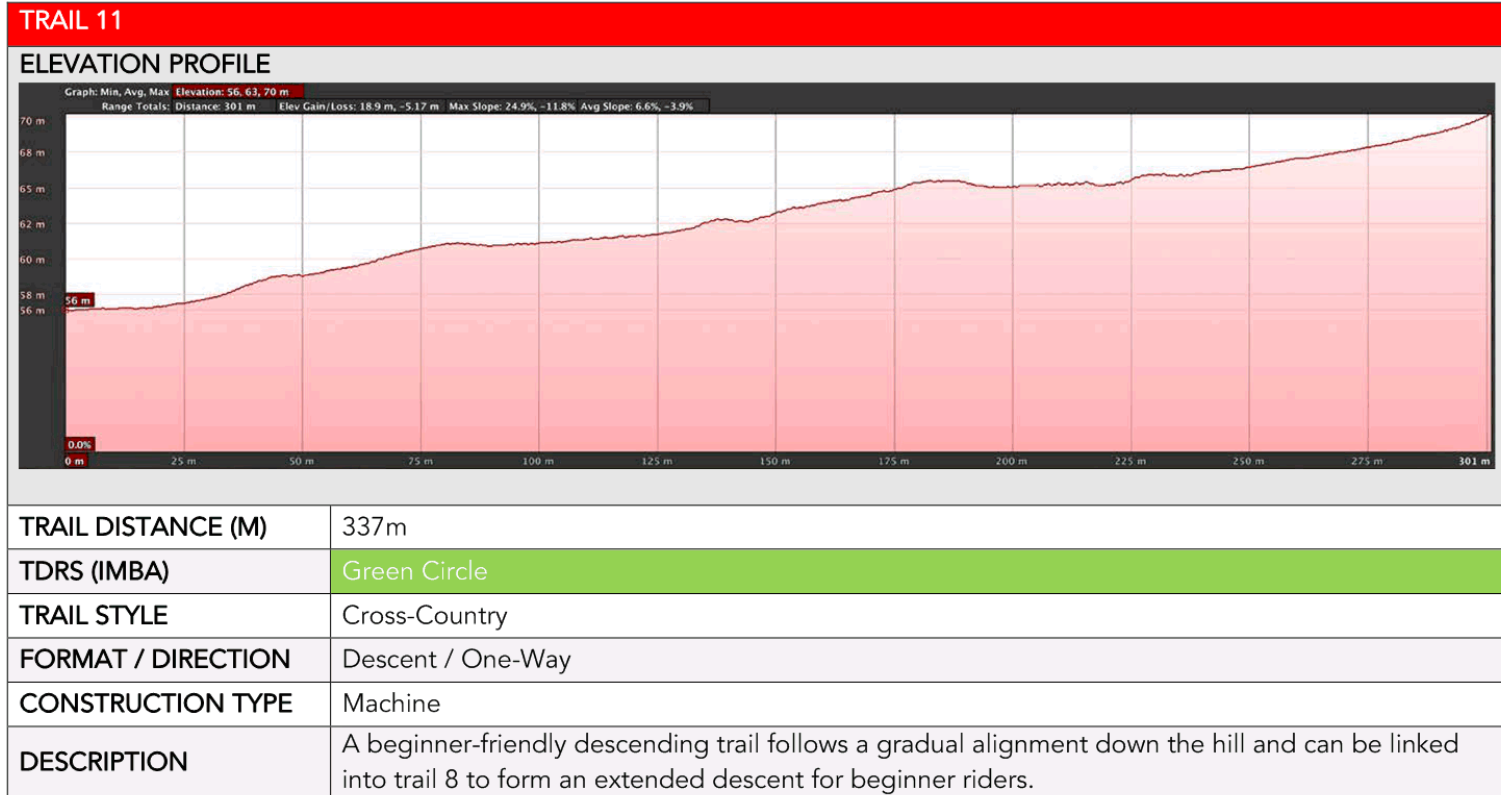 TRAIL 11
ELEVATION PROFILE
Graph: Min, Avg, Max Elevation: 56, 63, 70 m
Range Totals: Distance: 301 m Elev Gain/Loss: 18.9 m, -5.17 m Max Slope: 24.9%, -11.8% Avg Slope: 6.6%, -3.9%
70 m
68 m
65 m
62 m
60 m
58 m
56 m
56 m
0.0%
0 m 25 m 50 m 75 m 100 m 125 m 150 m 175 m 200 m 225 m 250 m 275 m 301 m
TRAIL DISTANCE (M) 337m
TDRS (IMBA) Green Circle
TRAIL STYLE Cross-Country
FORMAT / DIRECTION Descent / One-Way
CONSTRUCTION TYPE Machine
DESCRIPTION A beginner-friendly descending trail follows a gradual alignment down the hill and can be linked
into trail 8 to form an extended descent for beginner riders.